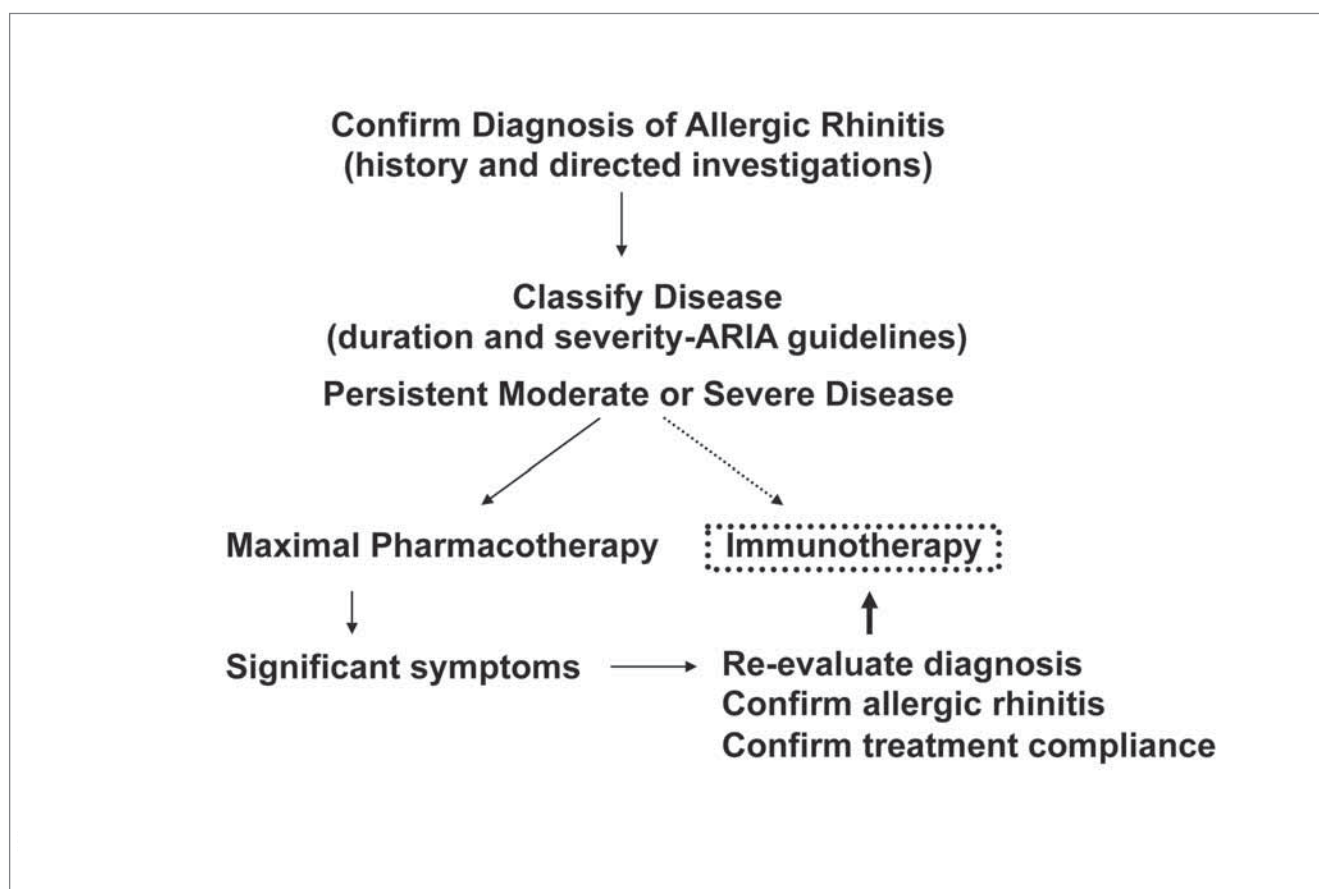 Confirm Diagnosis of Allergic Rhinitis
(history and directed investigations)
Classify Disease
(duration and severity-ARIA guidelines)
Persistent Moderate or Severe Disease
Maximal Pharmacotherapy
Immunotherapy
Significant symptoms
Re-evaluate diagnosis
Confirm allergic rhinitis
Confirm treatment compliance